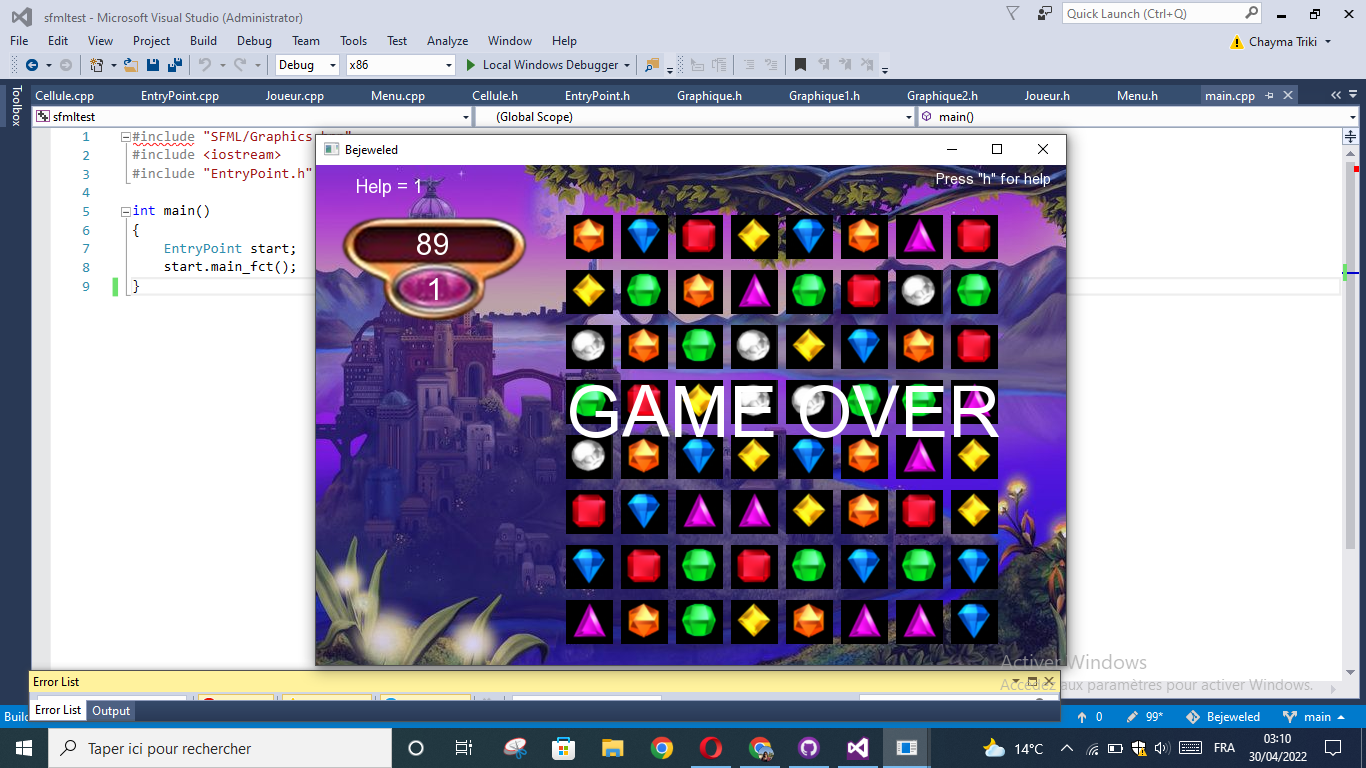 sfmltest - Microsoft Visual Studio (Administrator)
Quick Launch (Ctrl+Q)
File Edit View Project Build Debug Team Tools Test Analyze Window Help
Chayma Triki
Debug x86 Local Windows Debugger
Toolbox
Cellule.cpp EntryPoint.cpp Joueur.cpp Menu.cpp Cellule.h EntryPoint.h Graphique.h Graphique1.h Graphique2.h Joueur.h Menu.h main.cpp
sfmltest (Global Scope) main()
1 #include "SFML/Graphics
2 #include <iostream>
3 #include "EntryPoint.h"
4
5 int main()
6 {
7 EntryPoint start;
8 start.main_fct();
9 }
Bejeweled
Help = 1
Press "h" for help
89
1
GAME OVER
Activer Windows
Accédez aux paramètres pour activer Windows.
Error List
Error List Output
Build
0 99* Bejeweled main
Taper ici pour rechercher
14°C
FRA
03:10
30/04/2022